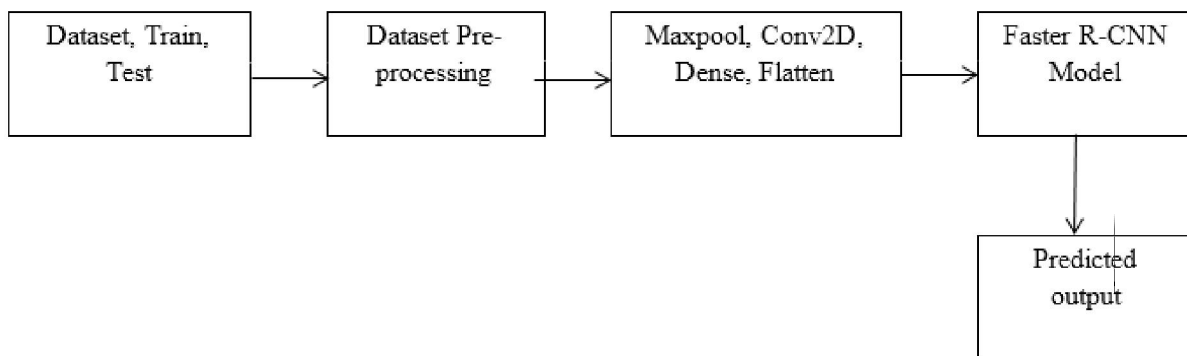 Dataset, Train,
Test
Dataset Pre-
processing
Maxpool, Conv2D,
Dense, Flatten
Faster R-CNN
Model
Predicted
output